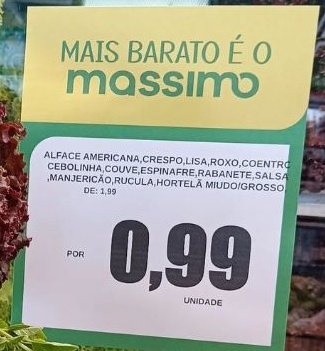 MAIS BARATO É O
massimo
ALFACE AMERICANA,CRESPO,LISA,ROXO,COENTRO
CEBOLINHA,COUVE,ESPINAFRE,RABANETE,SALSA
,MANJERICÃO,RUCULA,HORTELÃ MIUDO/GROSSO
DE: 1,99
POR 0,99
UNIDADE